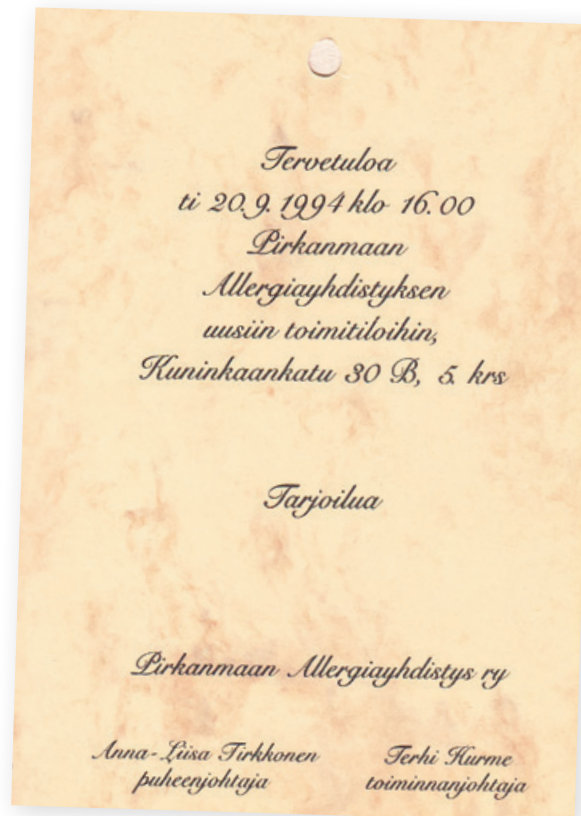 Tervetuloa
ti 20.9.1994 klo 16.00
Pirkanmaan
Allergiayhdistyksen
uusiin toimitiloihin,
Kuninkaankatu 30 B, 5. krs
Tarjoilua
Pirkanmaan Allergiayhdistys ry
Anna-Liisa Tirkkonen Terhi Hurme
puheenjohtaja toiminnanjohtaja